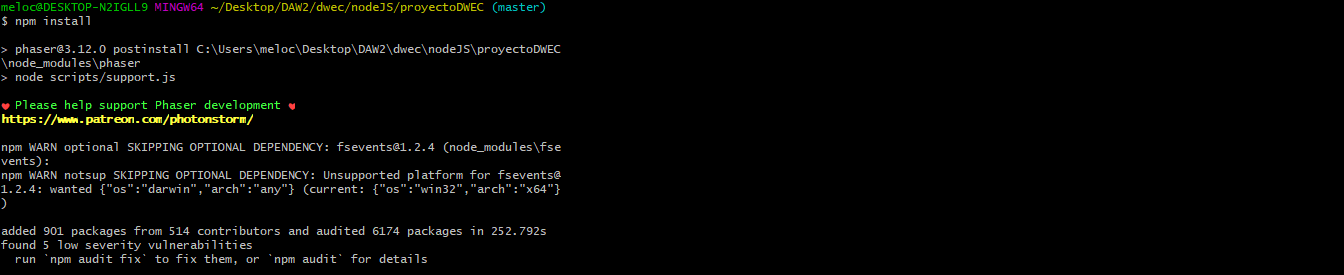 meloc@DESKTOP-N2IGLL9 MINGW64 ~/Desktop/DAW2/dwec/nodeJS/proyectoDWEC (master)
$ npm install
> phaser@3.12.0 postinstall C:\Users\meloc\Desktop\DAW2\dwec\nodeJS\proyectoDWEC
\node_modules\phaser
> node scripts/support.js
♥ Please help support Phaser development ♥
https://www.patreon.com/photonstorm/
npm WARN optional SKIPPING OPTIONAL DEPENDENCY: fsevents@1.2.4 (node_modules\fse
vents):
npm WARN notsup SKIPPING OPTIONAL DEPENDENCY: Unsupported platform for fsevents@
1.2.4: wanted {"os":"darwin","arch":"any"} (current: {"os":"win32","arch":"x64"}
)
added 901 packages from 514 contributors and audited 6174 packages in 252.792s
found 5 low severity vulnerabilities
  run `npm audit fix` to fix them, or `npm audit` for details